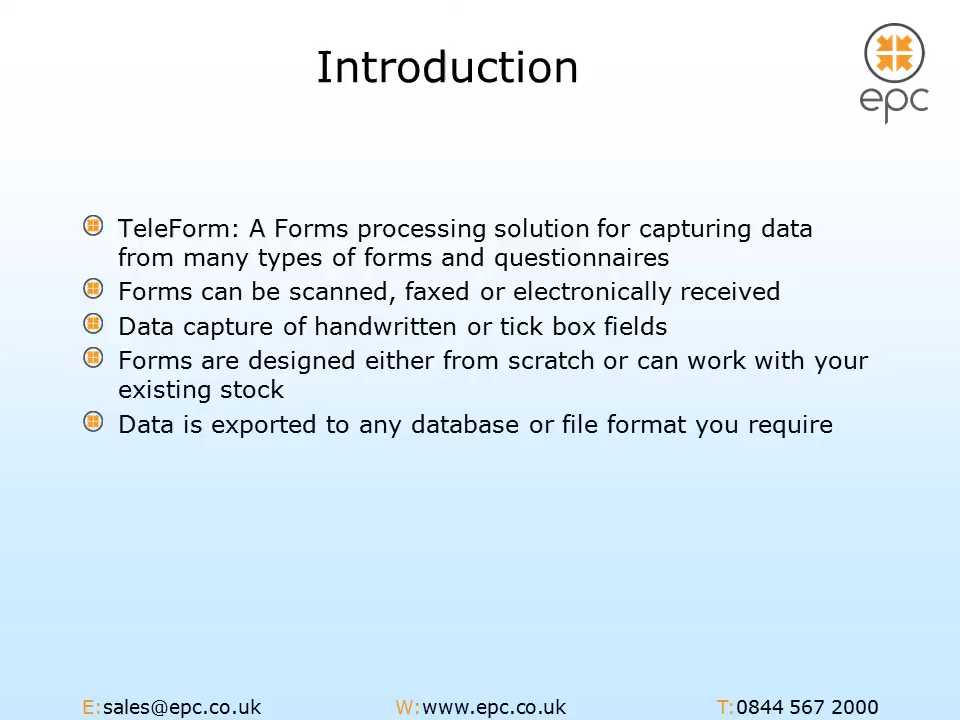 Introduction
epc
TeleForm: A Forms processing solution for capturing data
from many types of forms and questionnaires
Forms can be scanned, faxed or electronically received
Data capture of handwritten or tick box fields
Forms are designed either from scratch or can work with your
existing stock
Data is exported to any database or file format you require
E:sales@epc.co.uk W:www.epc.co.uk T:0844 567 2000